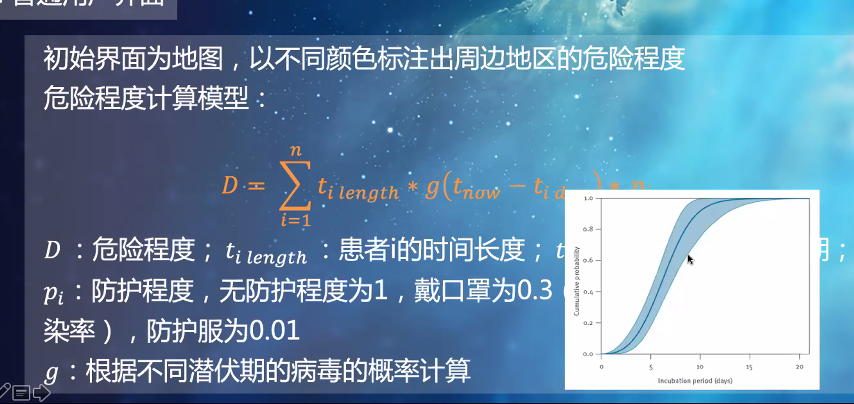 普通用户界面
初始界面为地图，以不同颜色标注出周边地区的危险程度
危险程度计算模型：
D = ∑_{i=1}^{n} t_{i length} * g(t_{now} − t_{i d
D ：危险程度； t_{i length} ：患者i的时间长度； t
期；
p_i：防护程度，无防护程度为1，戴口罩为0.3（
染率），防护服为0.01
g：根据不同潜伏期的病毒的概率计算
1.0
0.8
0.6
0.4
0.2
0.0
Cumulative probability
0 5 10 15 20
Incubation period (days)